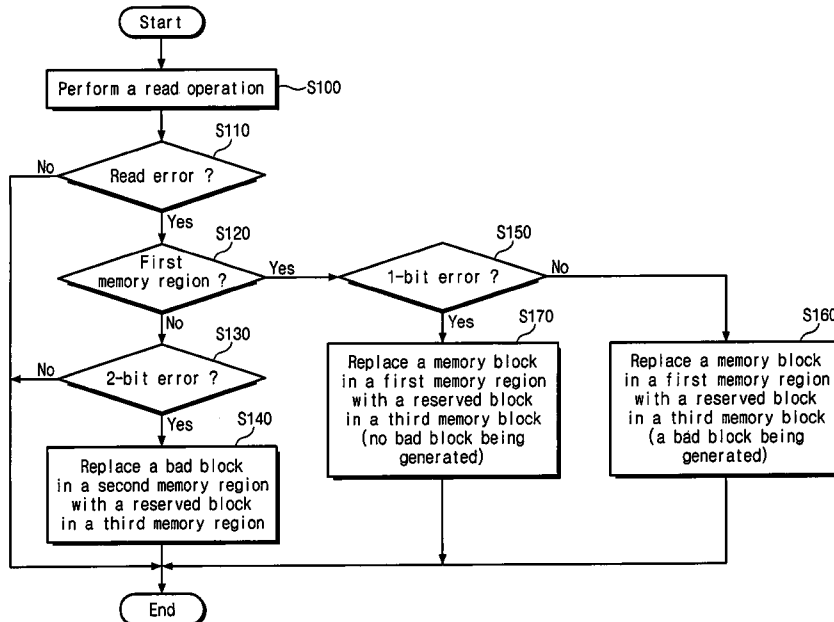 Start
Perform a read operation
S100
S110
No
Read error ?
Yes
S120
First
memory region ?
Yes
S150
1-bit error ?
No
No
S130
No
2-bit error ?
Yes
S140
Replace a bad block
in a second memory region
with a reserved block
in a third memory region
Yes
S170
Replace a memory block
in a first memory region
with a reserved block
in a third memory block
(no bad block being
generated)
S160
Replace a memory block
in a first memory region
with a reserved block
in a third memory block
(a bad block being
generated)
End